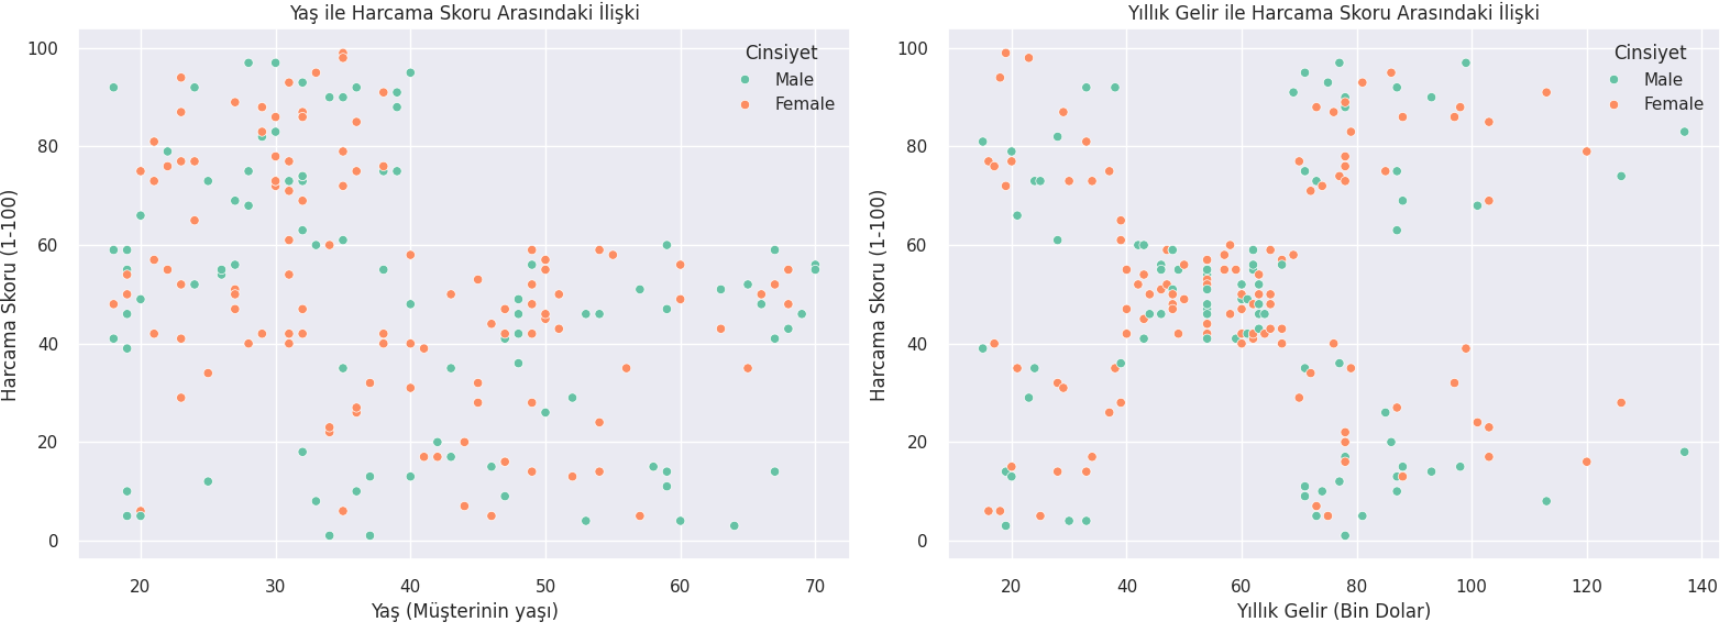 Yaş ile Harcama Skoru Arasındaki İlişki
100
80
60
40
20
0
Harcama Skoru (1-100)
Cinsiyet
Male
Female
20 30 40 50 60 70
Yaş (Müşterinin yaşı)
Yıllık Gelir ile Harcama Skoru Arasındaki İlişki
100
80
60
40
20
0
Harcama Skoru (1-100)
Cinsiyet
Male
Female
20 40 60 80 100 120 140
Yıllık Gelir (Bin Dolar)